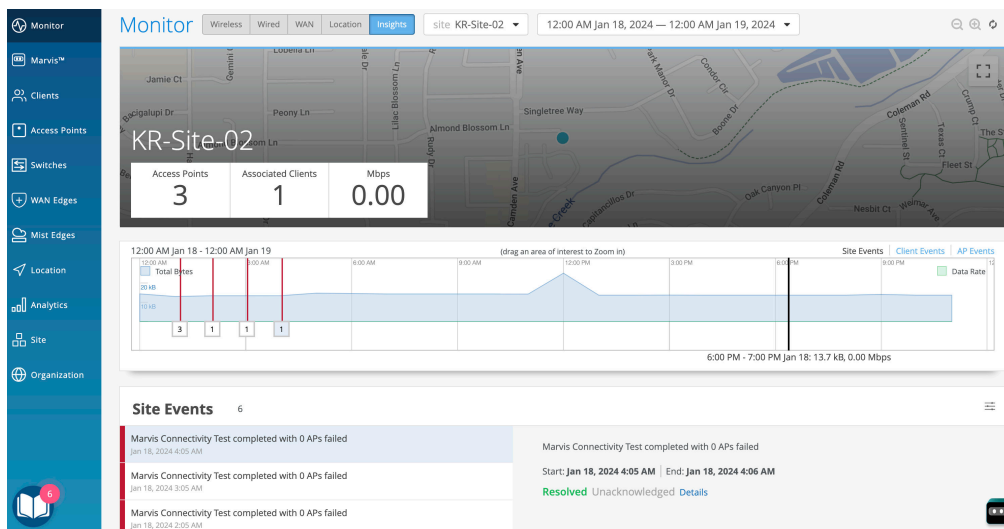 Monitor
Marvis™
Clients
Access Points
Switches
WAN Edges
Mist Edges
Location
Analytics
Site
Organization
6
Monitor
Wireless Wired WAN Location Insights
site KR-Site-02
12:00 AM Jan 18, 2024 — 12:00 AM Jan 19, 2024
Jamie Ct
Gemini
Lobelia Ln
Lilac Blossom
Peony Ln
Almond Blossom Ln
Rudy Dr
Singletree Way
Camden Ave
Creek
Park Manor Dr
Condor Cir
Boone Dr
Oak Canyon Pl
Coleman Rd
Coleman Rd
Sentinel St
Texas Ct
Crump Ct
The S
Fleet St
Nesbit Ct
Weimar
KR-Site-02
Access Points Associated Clients Mbps
3 1 0.00
12:00 AM Jan 18 - 12:00 AM Jan 19
(drag an area of interest to Zoom in)
Site Events Client Events AP Events
12:00 AM 3:00 AM 6:00 AM 9:00 AM 12:00 PM 3:00 PM 6:00 PM 9:00 PM 12
Total Bytes
Data Rate
20 kB
10 kB
3 1 1 1
6:00 PM - 7:00 PM Jan 18: 13.7 kB, 0.00 Mbps
Site Events 6
Marvis Connectivity Test completed with 0 APs failed
Jan 18, 2024 4:05 AM
Marvis Connectivity Test completed with 0 APs failed
Jan 18, 2024 3:05 AM
Marvis Connectivity Test completed with 0 APs failed
Jan 18, 2024 2:05 AM
Marvis Connectivity Test completed with 0 APs failed
Start: Jan 18, 2024 4:05 AM End: Jan 18, 2024 4:06 AM
Resolved Unacknowledged Details